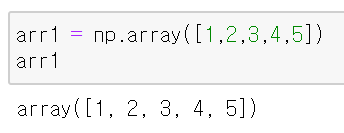 arr1 = np.array([1,2,3,4,5])
arr1
array([1, 2, 3, 4, 5])